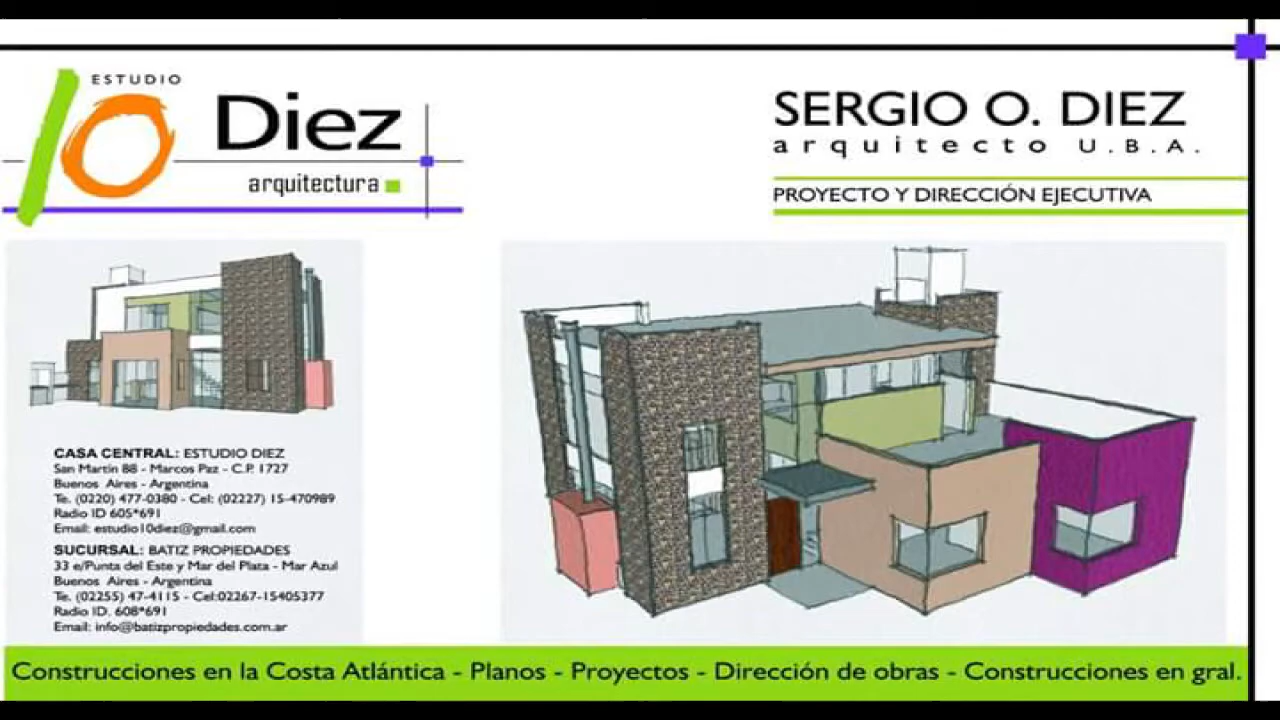 ESTUDIO
10 Diez
arquitectura
SERGIO O. DIEZ
arquitecto U.B.A.
PROYECTO Y DIRECCIÓN EJECUTIVA
CASA CENTRAL: ESTUDIO DIEZ
San Martin 88 - Marcos Paz - C.P. 1727
Buenos Aires - Argentina
Te. (0220) 477-0380 - Cel: (02227) 15-470989
Radio ID 605*691
Email: estudio10diez@gmail.com
SUCURSAL: BATIZ PROPIEDADES
33 e/Punta del Este y Mar del Plata - Mar Azul
Buenos Aires - Argentina
Te. (02255) 47-4115 - Cel:02267-15405377
Radio ID. 608*691
Email: info@batizpropiedades.com.ar
Construcciones en la Costa Atlántica - Planos - Proyectos - Dirección de obras - Construcciones en gral.